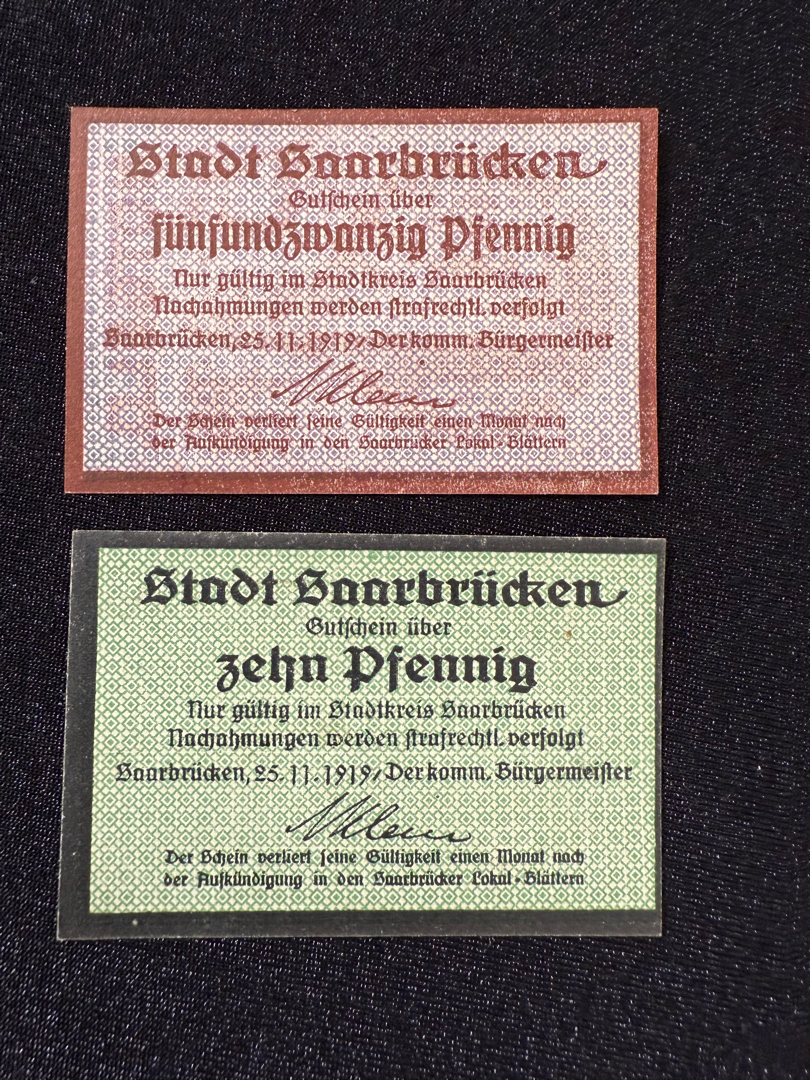 Stadt Saarbrücken
Gutschein über
fünfundzwanzig Pfennig
Nur gültig im Stadtkreis Saarbrücken
Nachahmungen werden strafrechtl. verfolgt
Saarbrücken, 25.11.1919, Der komm. Bürgermeister
Der Schein verliert seine Gültigkeit einen Monat nach
der Aufkündigung in den Saarbrücker Lokal-Blättern
Stadt Saarbrücken
Gutschein über
zehn Pfennig
Nur gültig im Stadtkreis Saarbrücken
Nachahmungen werden strafrechtl. verfolgt
Saarbrücken, 25.11.1919, Der komm. Bürgermeister
Der Schein verliert seine Gültigkeit einen Monat nach
der Aufkündigung in den Saarbrücker Lokal-Blättern